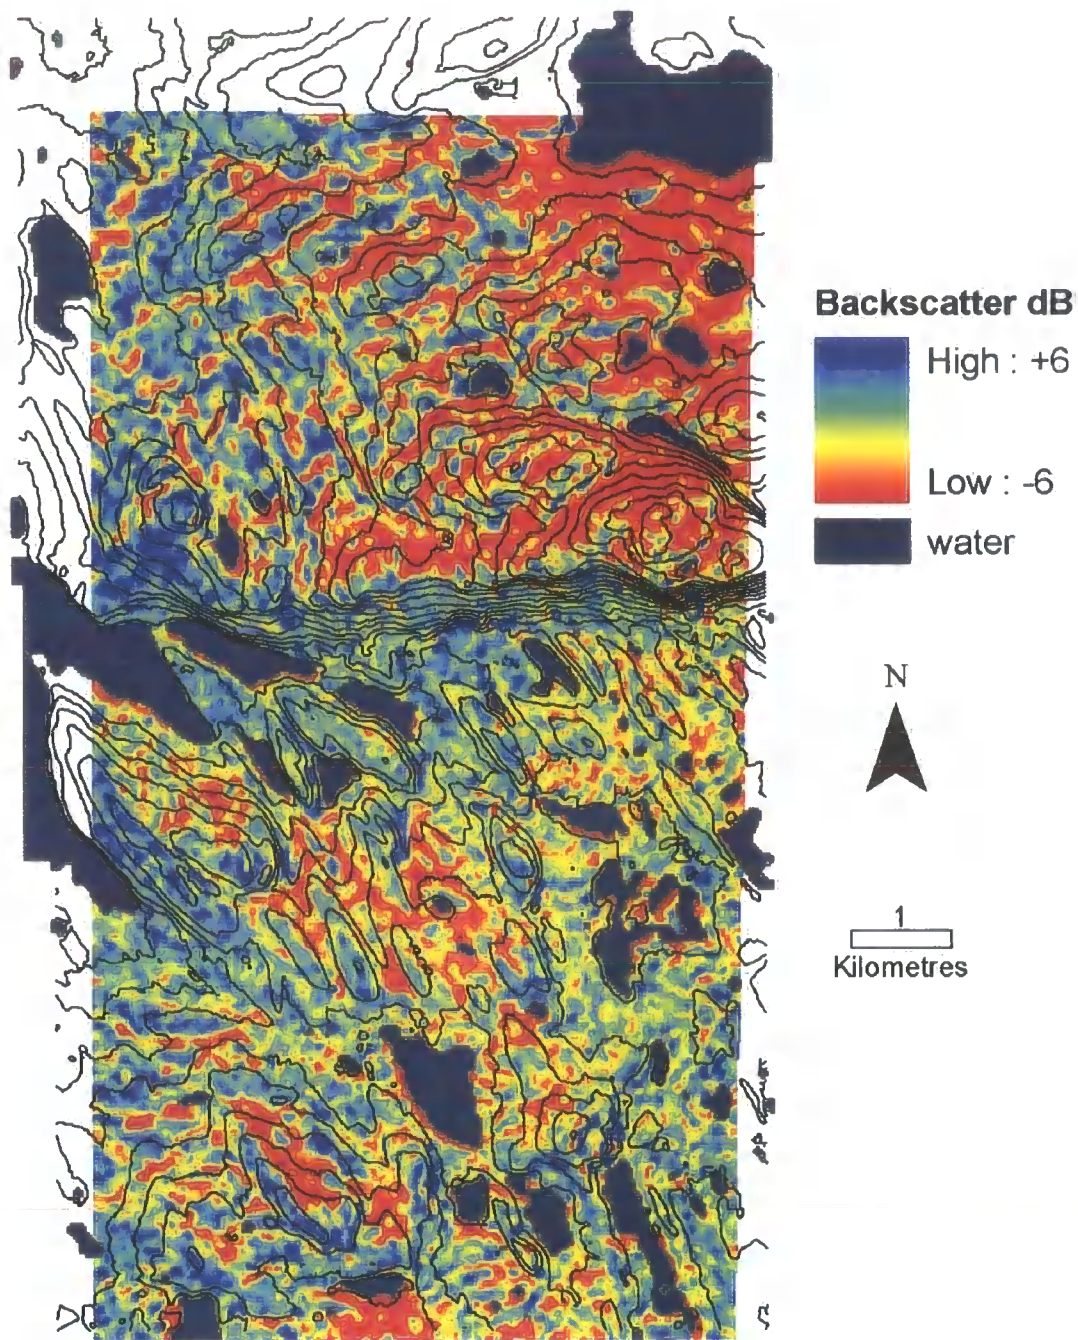 Backscatter dB
High : +6
Low : -6
water
N
1
Kilometres